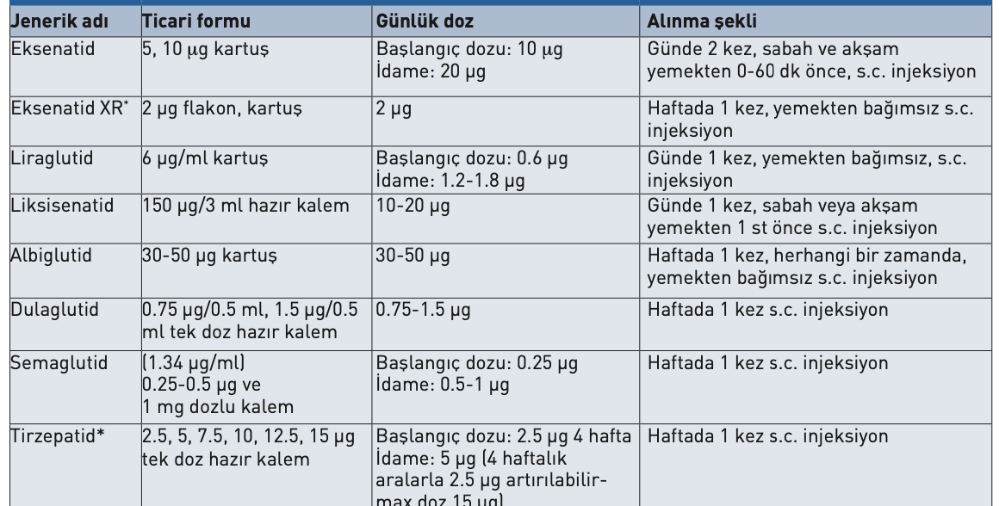 Jenerik adı Ticari formu Günlük doz Alınma şekli
Eksenatid 5, 10 µg kartuş Başlangıç dozu: 10 µg Günde 2 kez, sabah ve akşam
İdame: 20 µg yemekten 0-60 dk önce, s.c. injeksiyon
Eksenatid XR* 2 µg flakon, kartuş 2 µg Haftada 1 kez, yemekten bağımsız s.c.
injeksiyon
Liraglutid 6 µg/ml kartuş Başlangıç dozu: 0.6 µg Günde 1 kez, yemekten bağımsız, s.c.
İdame: 1.2-1.8 µg injeksiyon
Liksisenatid 150 µg/3 ml hazır kalem 10-20 µg Günde 1 kez, sabah veya akşam
yemekten 1 st önce s.c. injeksiyon
Albiglutid 30-50 µg kartuş 30-50 µg Haftada 1 kez, herhangi bir zamanda,
yemekten bağımsız s.c. injeksiyon
Dulaglutid 0.75 µg/0.5 ml, 1.5 µg/0.5 0.75-1.5 µg Haftada 1 kez s.c. injeksiyon
ml tek doz hazır kalem
Semaglutid (1.34 µg/ml) Başlangıç dozu: 0.25 µg Haftada 1 kez s.c. injeksiyon
0.25-0.5 µg ve İdame: 0.5-1 µg
1 mg dozlu kalem
Tirzepatid* 2.5, 5, 7.5, 10, 12.5, 15 µg Başlangıç dozu: 2.5 µg 4 hafta Haftada 1 kez s.c. injeksiyon
tek doz hazır kalem İdame: 5 µg (4 haftalık
aralarla 2.5 µg artırılabilir-
max doz 15 µg)